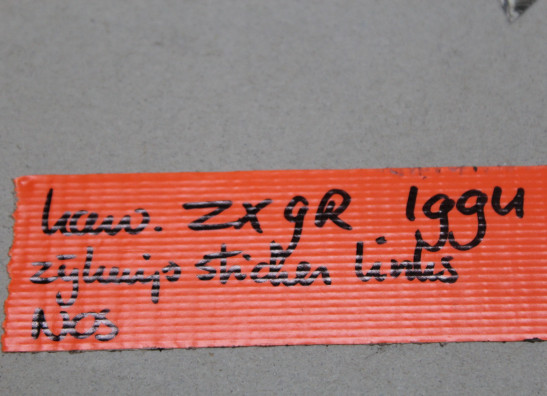 kaw. ZX9R 1994
zijkuip sticker links
NOS